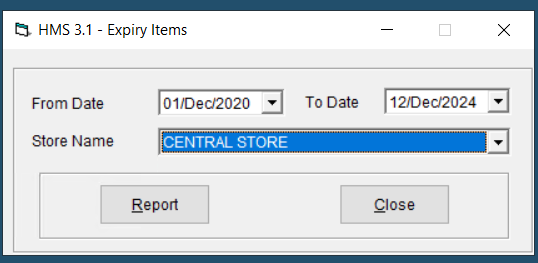 HMS 3.1 - Expiry Items
From Date 01/Dec/2020 To Date 12/Dec/2024
Store Name CENTRAL STORE
Report Close